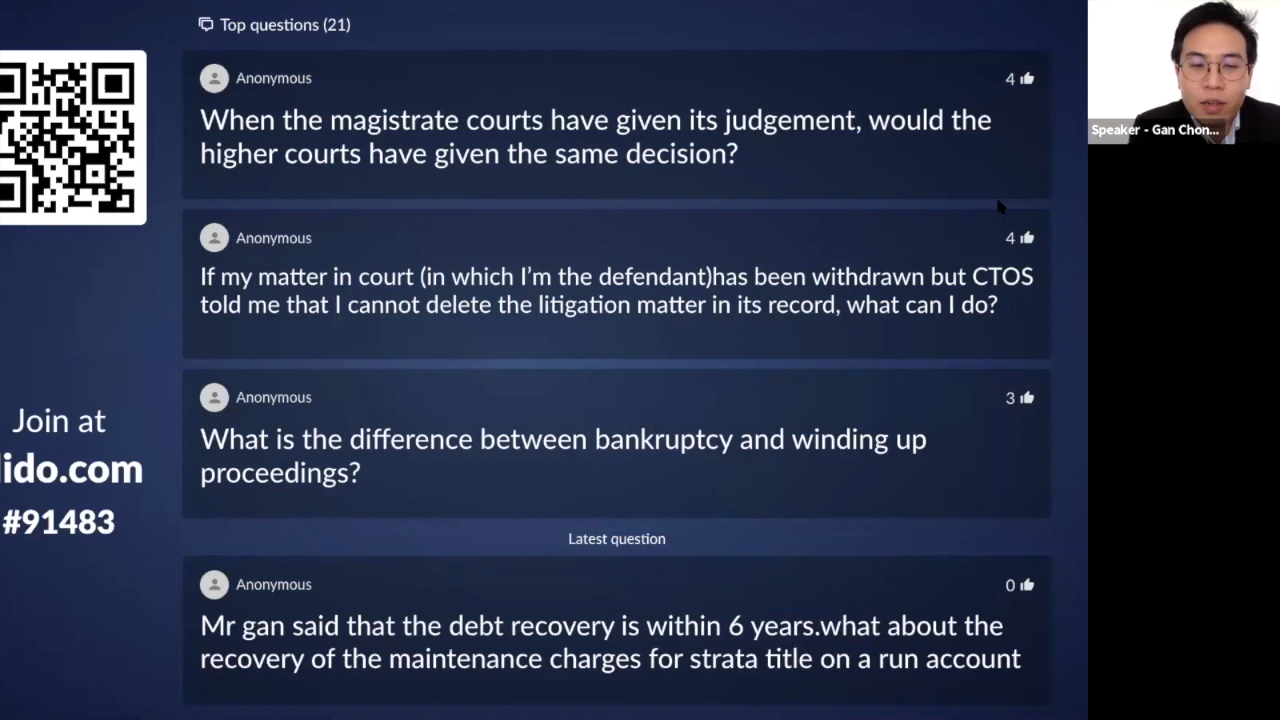 Top questions (21)
Anonymous
4
When the magistrate courts have given its judgement, would the
higher courts have given the same decision?
Anonymous
4
If my matter in court (in which I’m the defendant)has been withdrawn but CTOS
told me that I cannot delete the litigation matter in its record, what can I do?
Anonymous
3
What is the difference between bankruptcy and winding up
proceedings?
Latest question
Anonymous
0
Mr gan said that the debt recovery is within 6 years.what about the
recovery of the maintenance charges for strata title on a run account
Join at
lido.com
#91483
Speaker - Gan Chon...